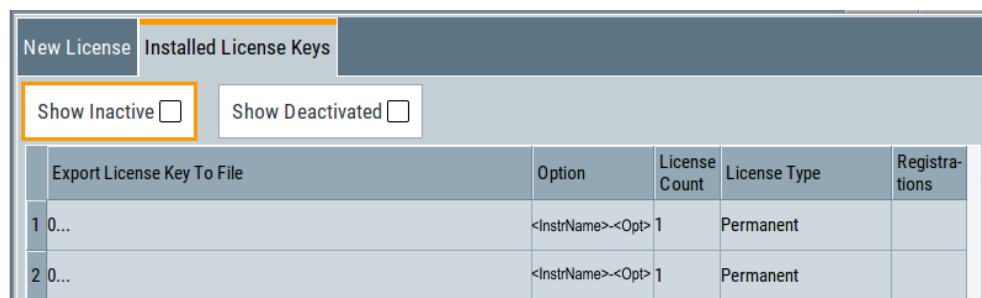 New License Installed License Keys
Show Inactive Show Deactivated
Export License Key To File Option License Count License Type Registra-
tions
1 0... <InstrName>-<Opt> 1 Permanent
2 0... <InstrName>-<Opt> 1 Permanent